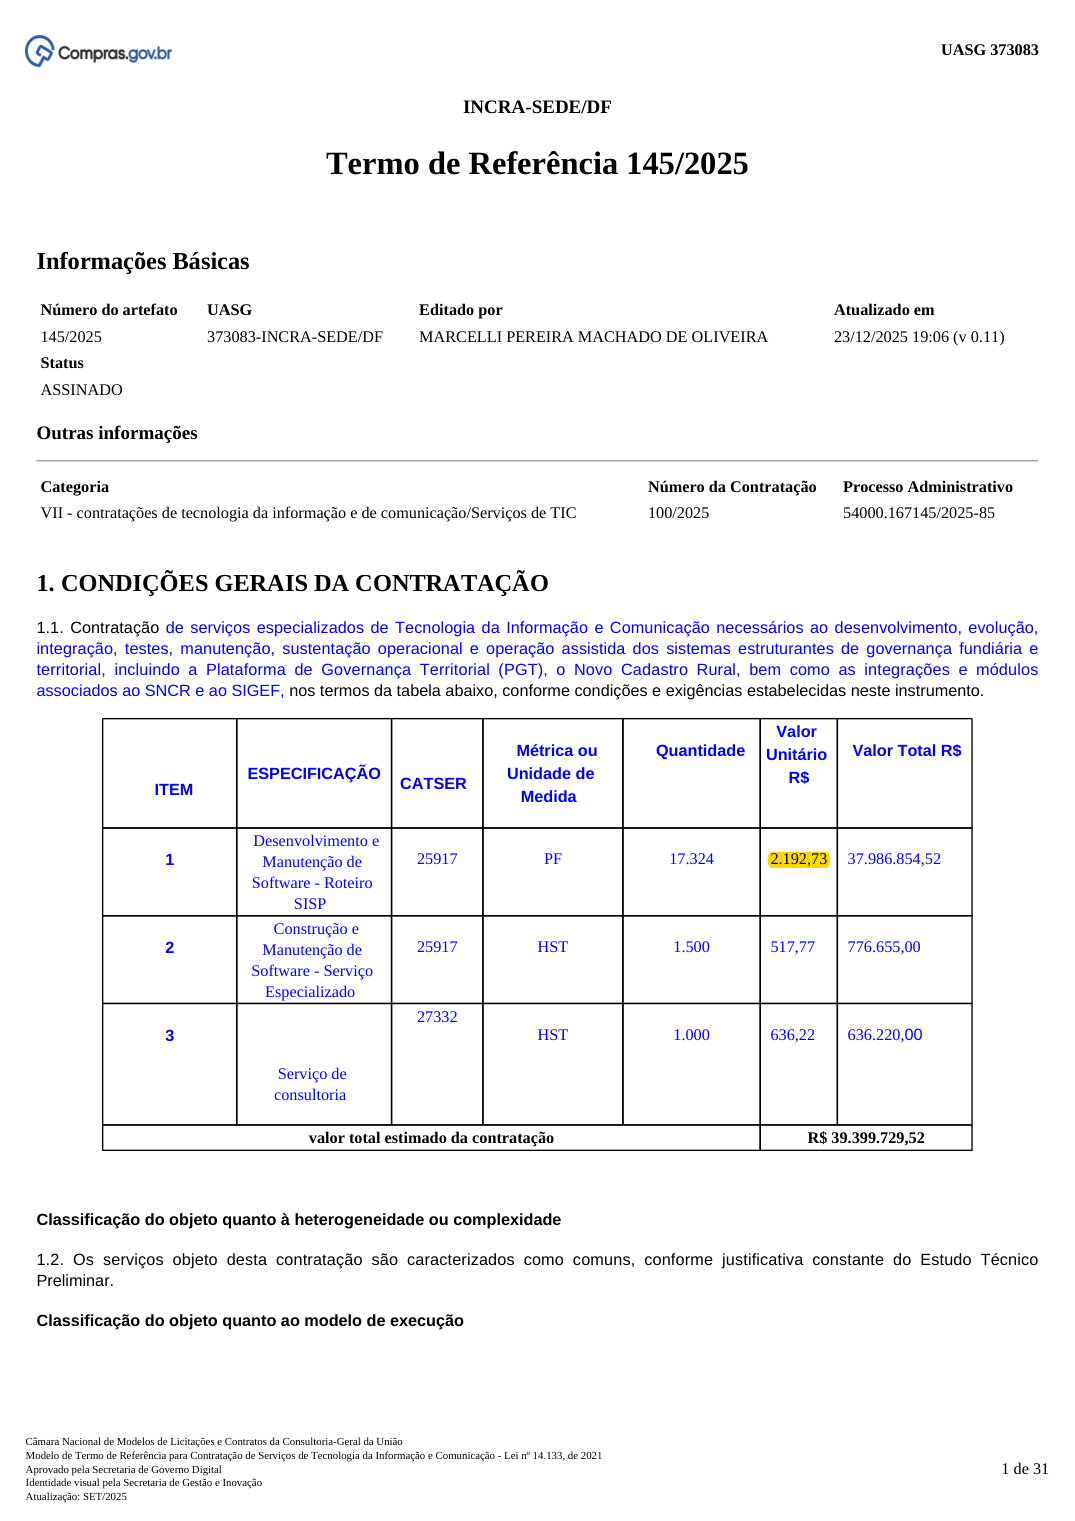 Compras.gov.br
UASG 373083
INCRA-SEDE/DF
Termo de Referência 145/2025
Informações Básicas
Número do artefato UASG Editado por Atualizado em
145/2025 373083-INCRA-SEDE/DF MARCELLI PEREIRA MACHADO DE OLIVEIRA 23/12/2025 19:06 (v 0.11)
Status
ASSINADO
Outras informações
Categoria Número da Contratação Processo Administrativo
VII - contratações de tecnologia da informação e de comunicação/Serviços de TIC 100/2025 54000.167145/2025-85
1. CONDIÇÕES GERAIS DA CONTRATAÇÃO
1.1. Contratação de serviços especializados de Tecnologia da Informação e Comunicação necessários ao desenvolvimento, evolução,
integração, testes, manutenção, sustentação operacional e operação assistida dos sistemas estruturantes de governança fundiária e
territorial, incluindo a Plataforma de Governança Territorial (PGT), o Novo Cadastro Rural, bem como as integrações e módulos
associados ao SNCR e ao SIGEF, nos termos da tabela abaixo, conforme condições e exigências estabelecidas neste instrumento.
ITEM
ESPECIFICAÇÃO
CATSER
Métrica ou
Unidade de
Medida
Quantidade
Valor
Unitário
R$
Valor Total R$
1
Desenvolvimento e
Manutenção de
Software - Roteiro
SISP
25917
PF
17.324
2.192,73
37.986.854,52
2
Construção e
Manutenção de
Software - Serviço
Especializado
25917
HST
1.500
517,77
776.655,00
3
Serviço de
consultoria
27332
HST
1.000
636,22
636.220,00
valor total estimado da contratação
R$ 39.399.729,52
Classificação do objeto quanto à heterogeneidade ou complexidade
1.2. Os serviços objeto desta contratação são caracterizados como comuns, conforme justificativa constante do Estudo Técnico
Preliminar.
Classificação do objeto quanto ao modelo de execução
Câmara Nacional de Modelos de Licitações e Contratos da Consultoria-Geral da União
Modelo de Termo de Referência para Contratação de Serviços de Tecnologia da Informação e Comunicação - Lei nº 14.133, de 2021
Aprovado pela Secretaria de Governo Digital
Identidade visual pela Secretaria de Gestão e Inovação
Atualização: SET/2025
1 de 31